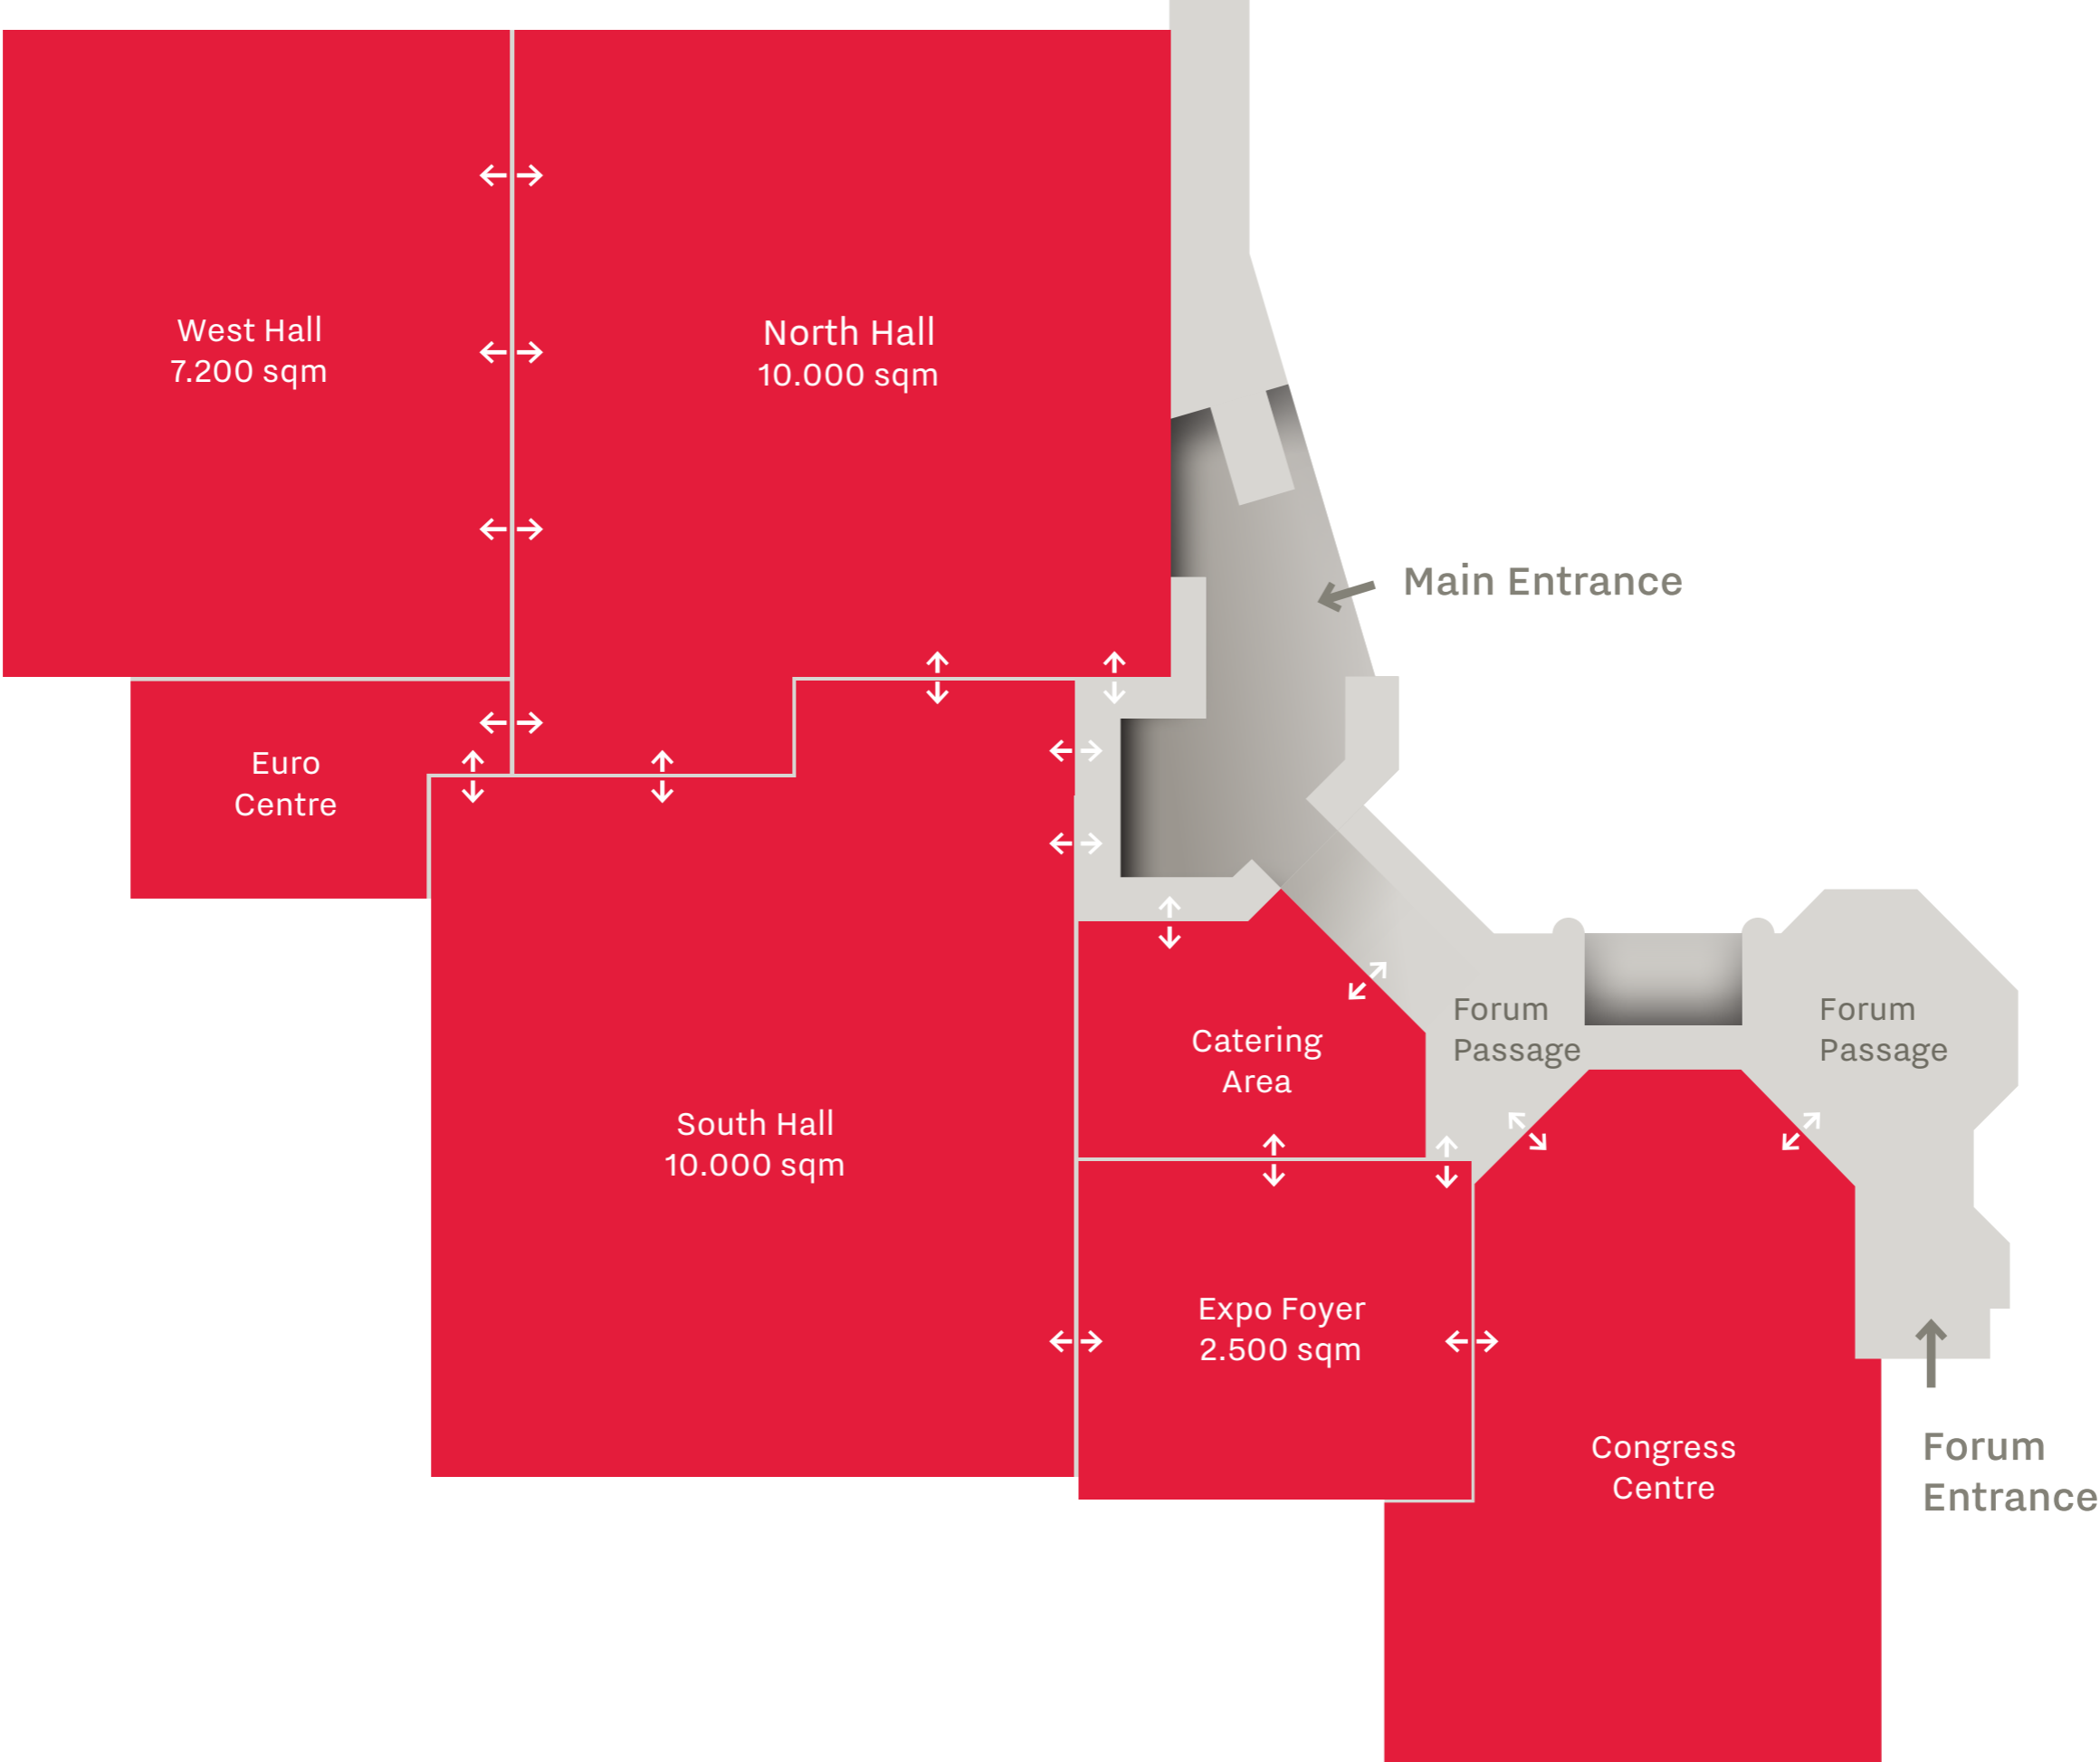 West Hall
7.200 sqm
North Hall
10.000 sqm
Main Entrance
Euro
Centre
Forum
Passage
Forum
Passage
Catering
Area
South Hall
10.000 sqm
Expo Foyer
2.500 sqm
Congress
Centre
Forum
Entrance